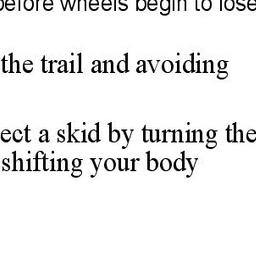 before wheels begin to lose
the trail and avoiding
ect a skid by turning the
shifting your body